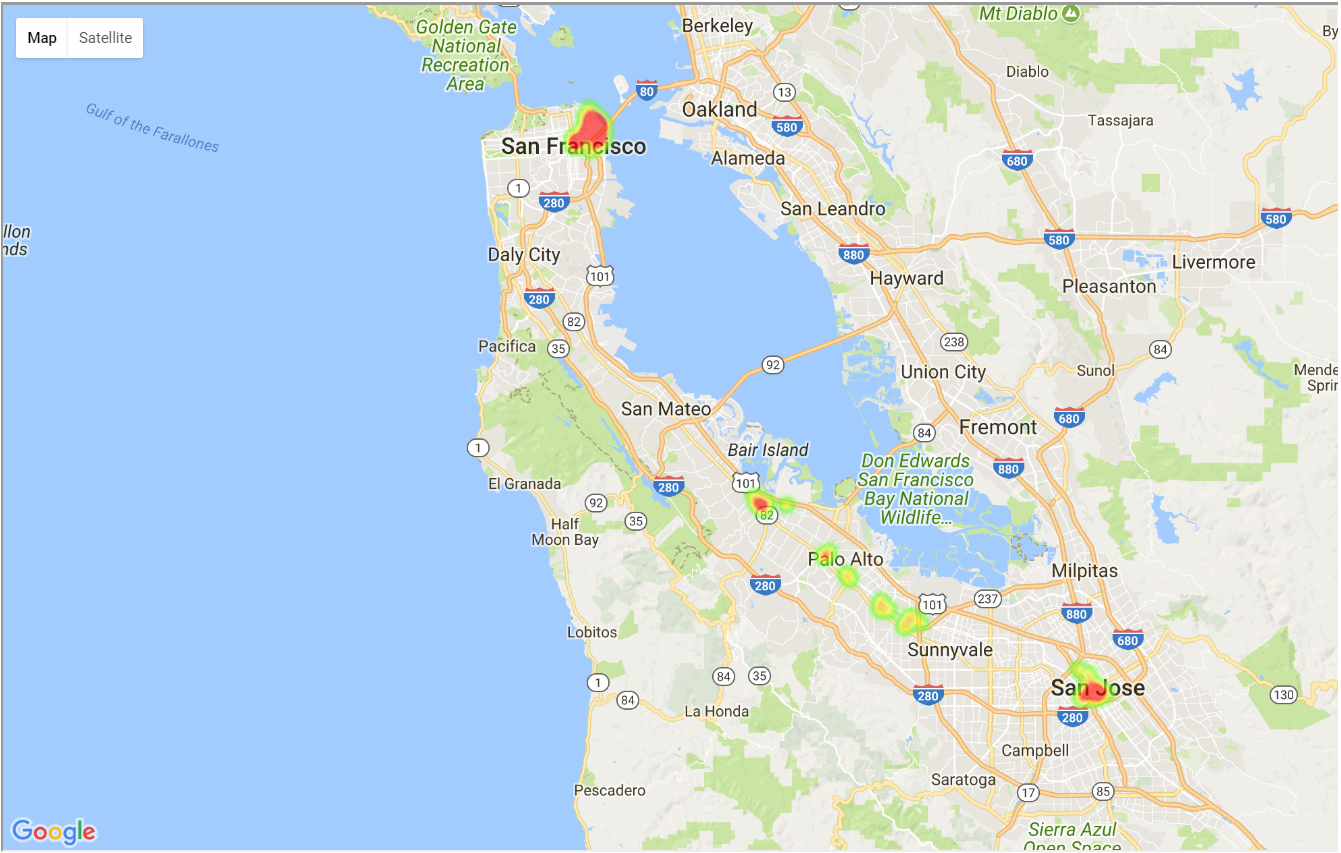 Map
Satellite
Golden Gate
National
Recreation
Area
Berkeley
Mt Diablo
By
Diablo
80
13
Oakland
580
Tassajara
Gulf of the Farallones
San Francisco
Alameda
680
1
280
San Leandro
580
580
llon
nds
Daly City
880
Livermore
101
Hayward
Pleasanton
280
82
Pacifica
35
238
84
92
Union City
Sunol
Mende
Sprin
San Mateo
680
84
Fremont
1
Bair Island
Don Edwards
San Francisco
Bay National
Wildlife...
880
El Granada
280
101
92
35
82
Half
Moon Bay
Palo Alto
Milpitas
280
237
101
880
Lobitos
680
Sunnyvale
84
35
1
San Jose
280
130
84
La Honda
280
Campbell
Saratoga
Pescadero
17
85
Google
Sierra Azul
Open Space